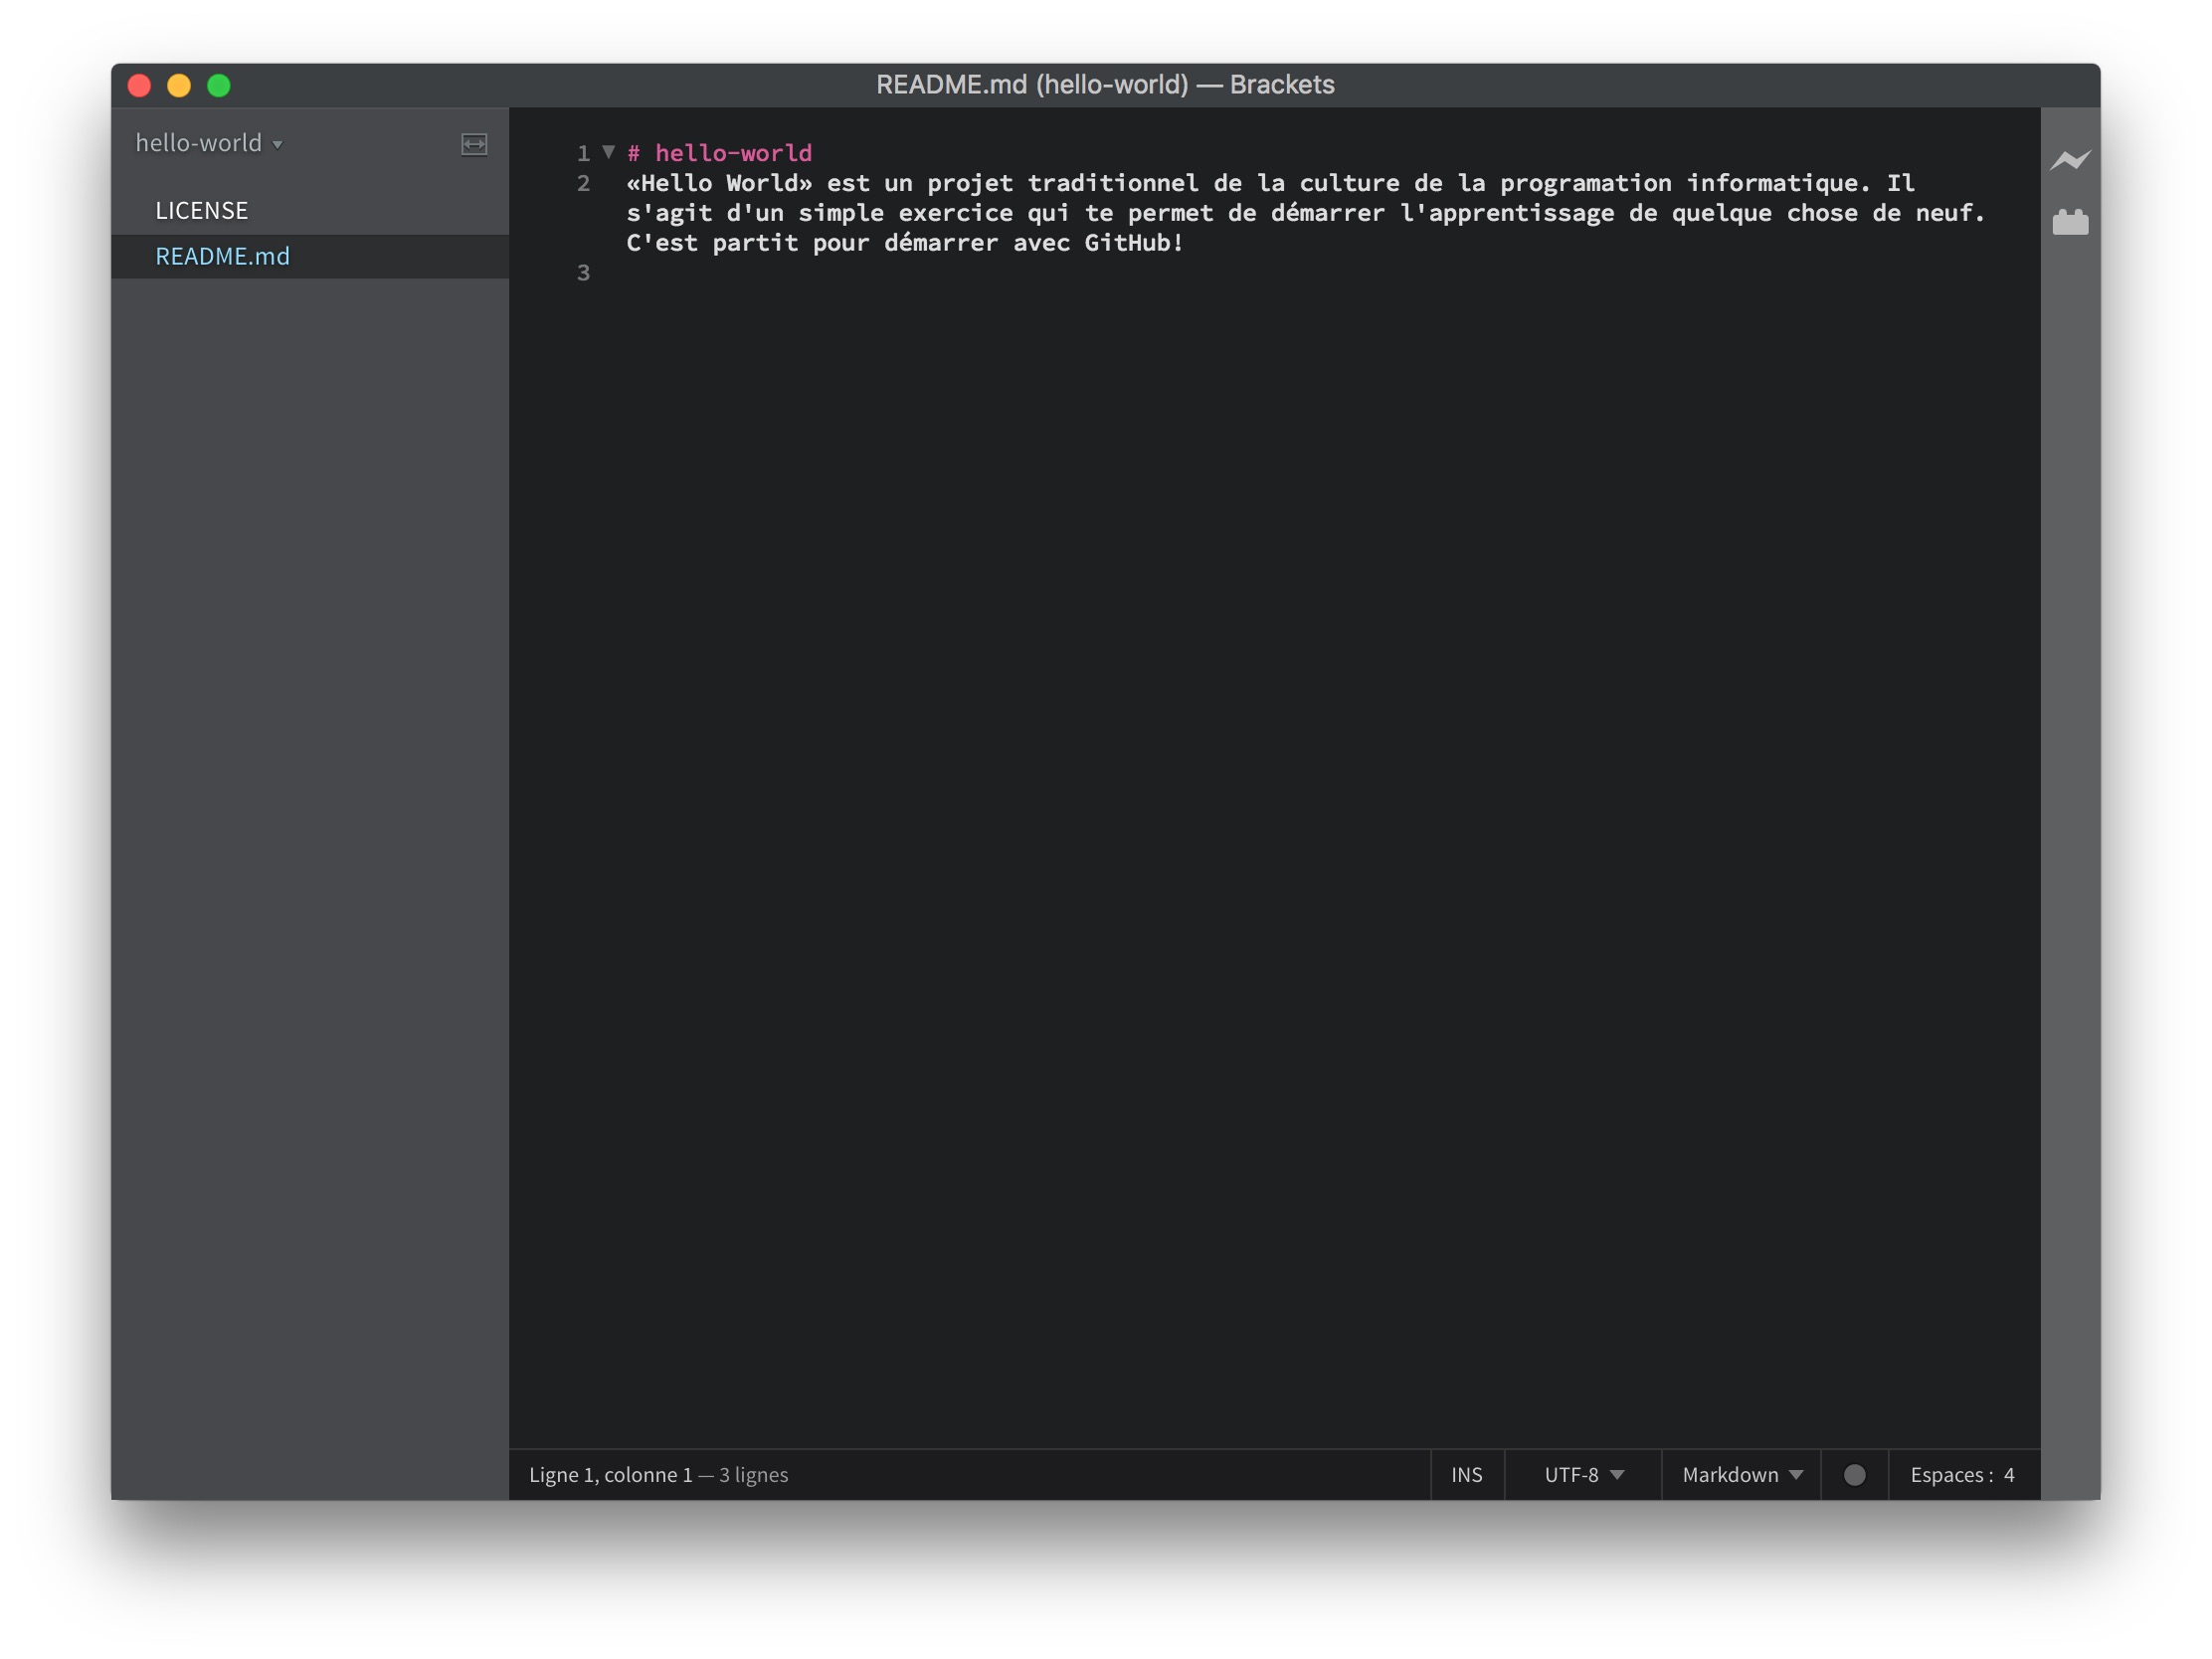 README.md (hello-world) — Brackets
hello-world
LICENSE
README.md
1 # hello-world
2 «Hello World» est un projet traditionnel de la culture de la programation informatique. Il
s'agit d'un simple exercice qui te permet de démarrer l'apprentissage de quelque chose de neuf.
C'est partit pour démarrer avec GitHub!
3
Ligne 1, colonne 1 — 3 lignes INS UTF-8 Markdown Espaces : 4